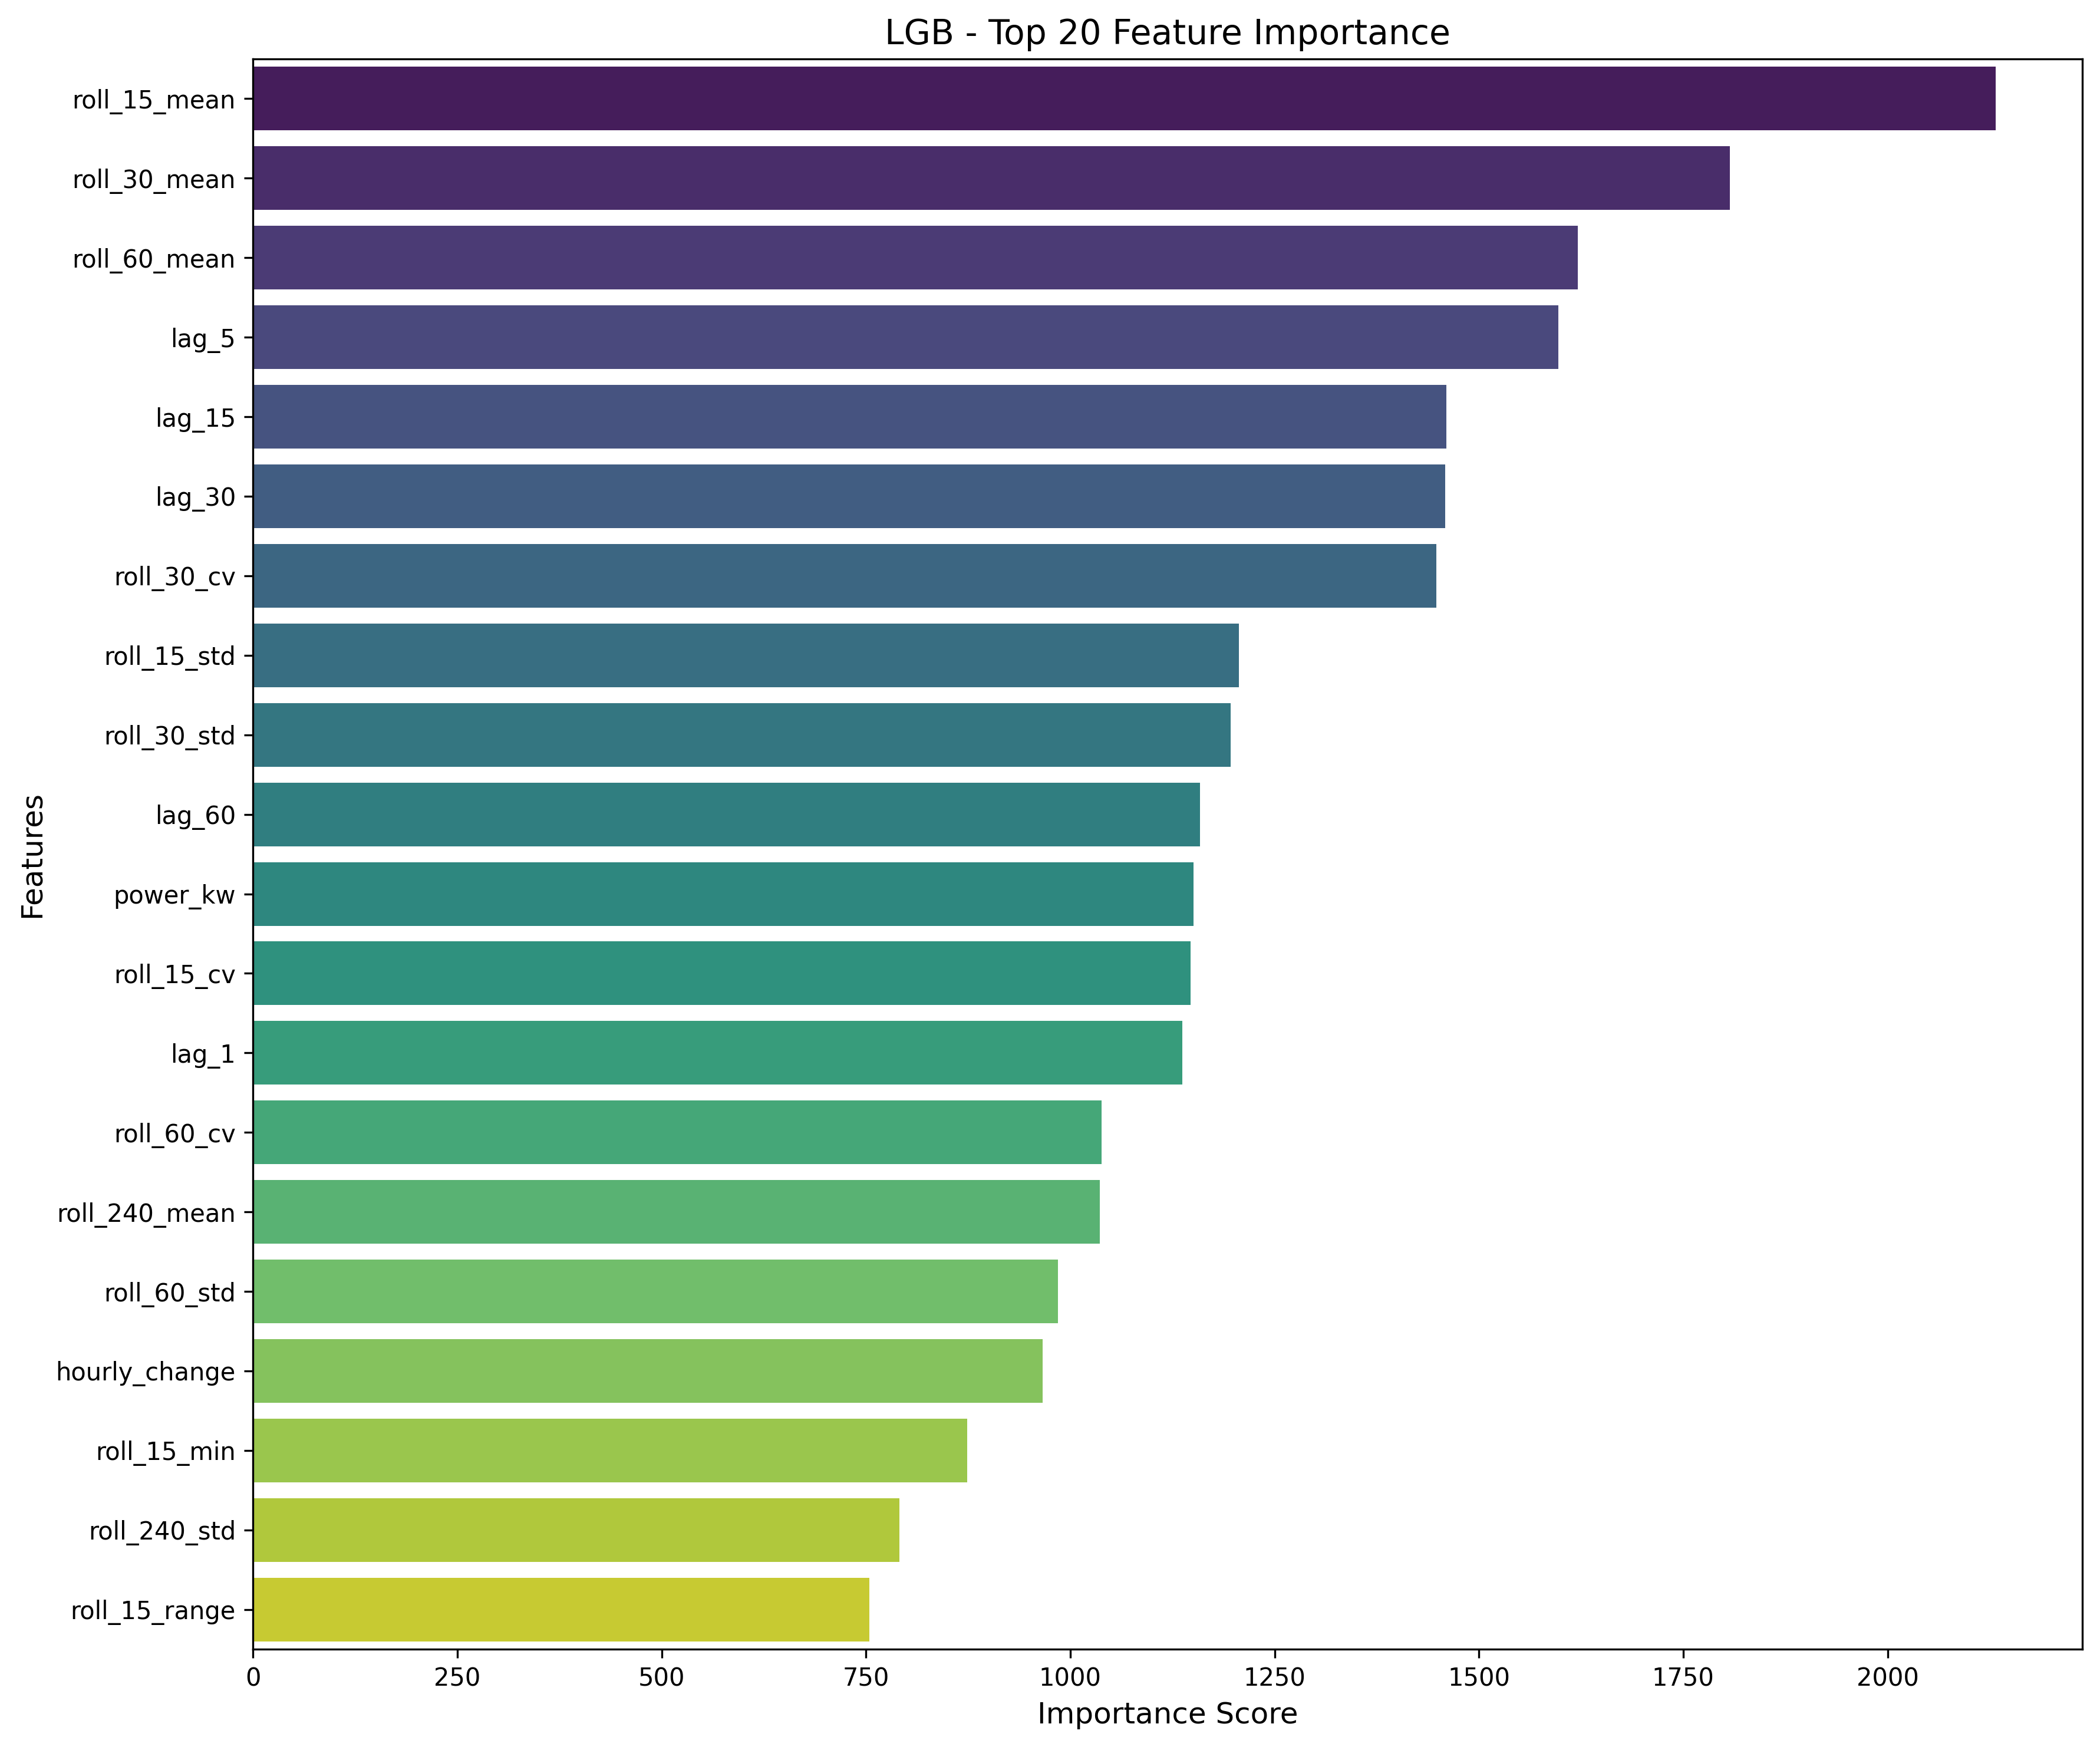 LGB - Top 20 Feature Importance
roll_15_mean
roll_30_mean
roll_60_mean
lag_5
lag_15
lag_30
roll_30_cv
roll_15_std
roll_30_std
lag_60
power_kw
roll_15_cv
lag_1
roll_60_cv
roll_240_mean
roll_60_std
hourly_change
roll_15_min
roll_240_std
roll_15_range
Features
0 250 500 750 1000 1250 1500 1750 2000
Importance Score